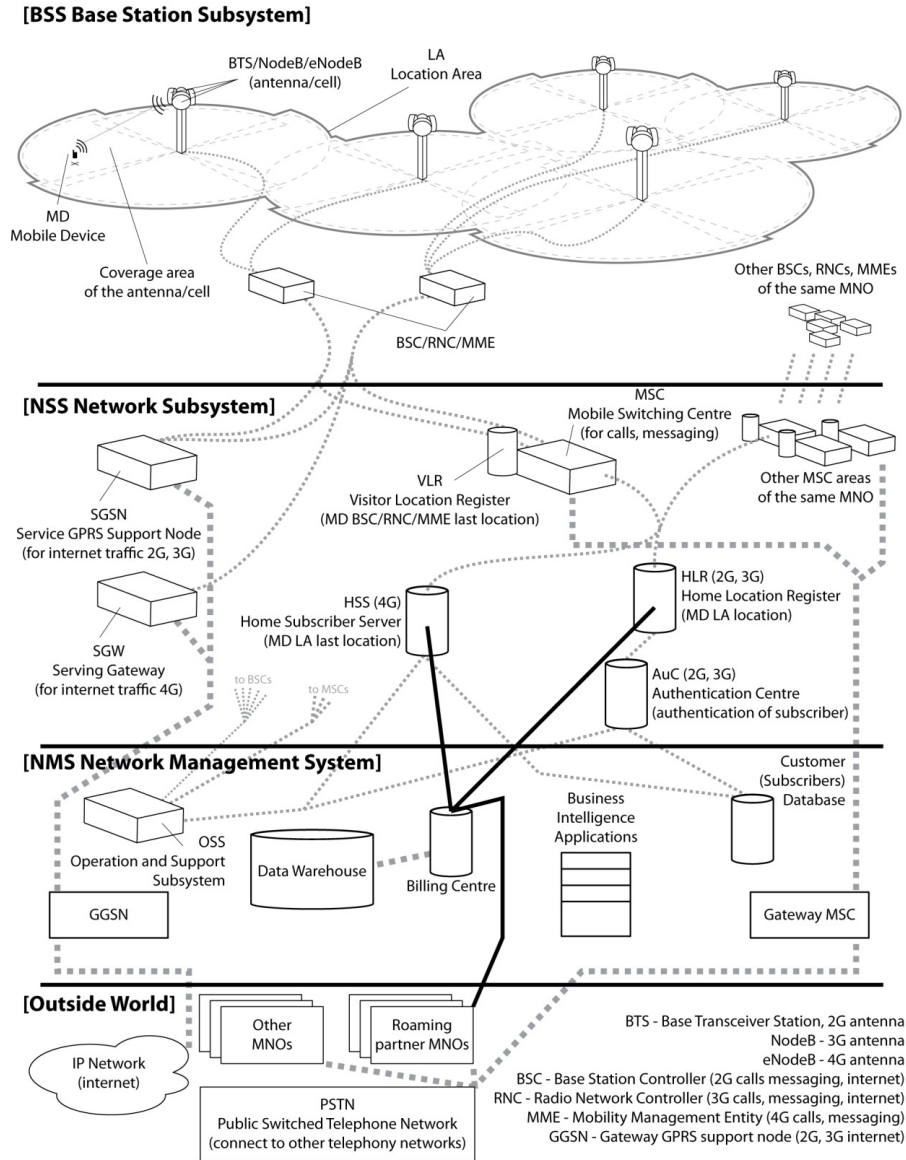 [BSS Base Station Subsystem]
BTS/NodeB/eNodeB
(antenna/cell)
LA
Location Area
MD
Mobile Device
Coverage area
of the antenna/cell
BSC/RNC/MME
Other BSCs, RNCs, MMEs
of the same MNO
[NSS Network Subsystem]
MSC
Mobile Switching Centre
(for calls, messaging)
VLR
Visitor Location Register
(MD BSC/RNC/MME last location)
Other MSC areas
of the same MNO
SGSN
Service GPRS Support Node
(for internet traffic 2G, 3G)
HSS (4G)
Home Subscriber Server
(MD LA last location)
HLR (2G, 3G)
Home Location Register
(MD LA location)
SGW
Serving Gateway
(for internet traffic 4G)
to BSCs
to MSCs
AuC (2G, 3G)
Authentication Centre
(authentication of subscriber)
[NMS Network Management System]
Customer
(Subscribers)
Database
OSS
Operation and Support
Subsystem
Data Warehouse
Billing Centre
Business
Intelligence
Applications
GGSN
Gateway MSC
[Outside World]
IP Network
(internet)
Other
MNOs
Roaming
partner MNOs
PSTN
Public Switched Telephone Network
(connect to other telephony networks)
BTS - Base Transceiver Station, 2G antenna
NodeB - 3G antenna
eNodeB - 4G antenna
BSC - Base Station Controller (2G calls messaging, internet)
RNC - Radio Network Controller (3G calls, messaging, internet)
MME - Mobility Management Entity (4G calls, messaging)
GGSN - Gateway GPRS support node (2G, 3G internet)